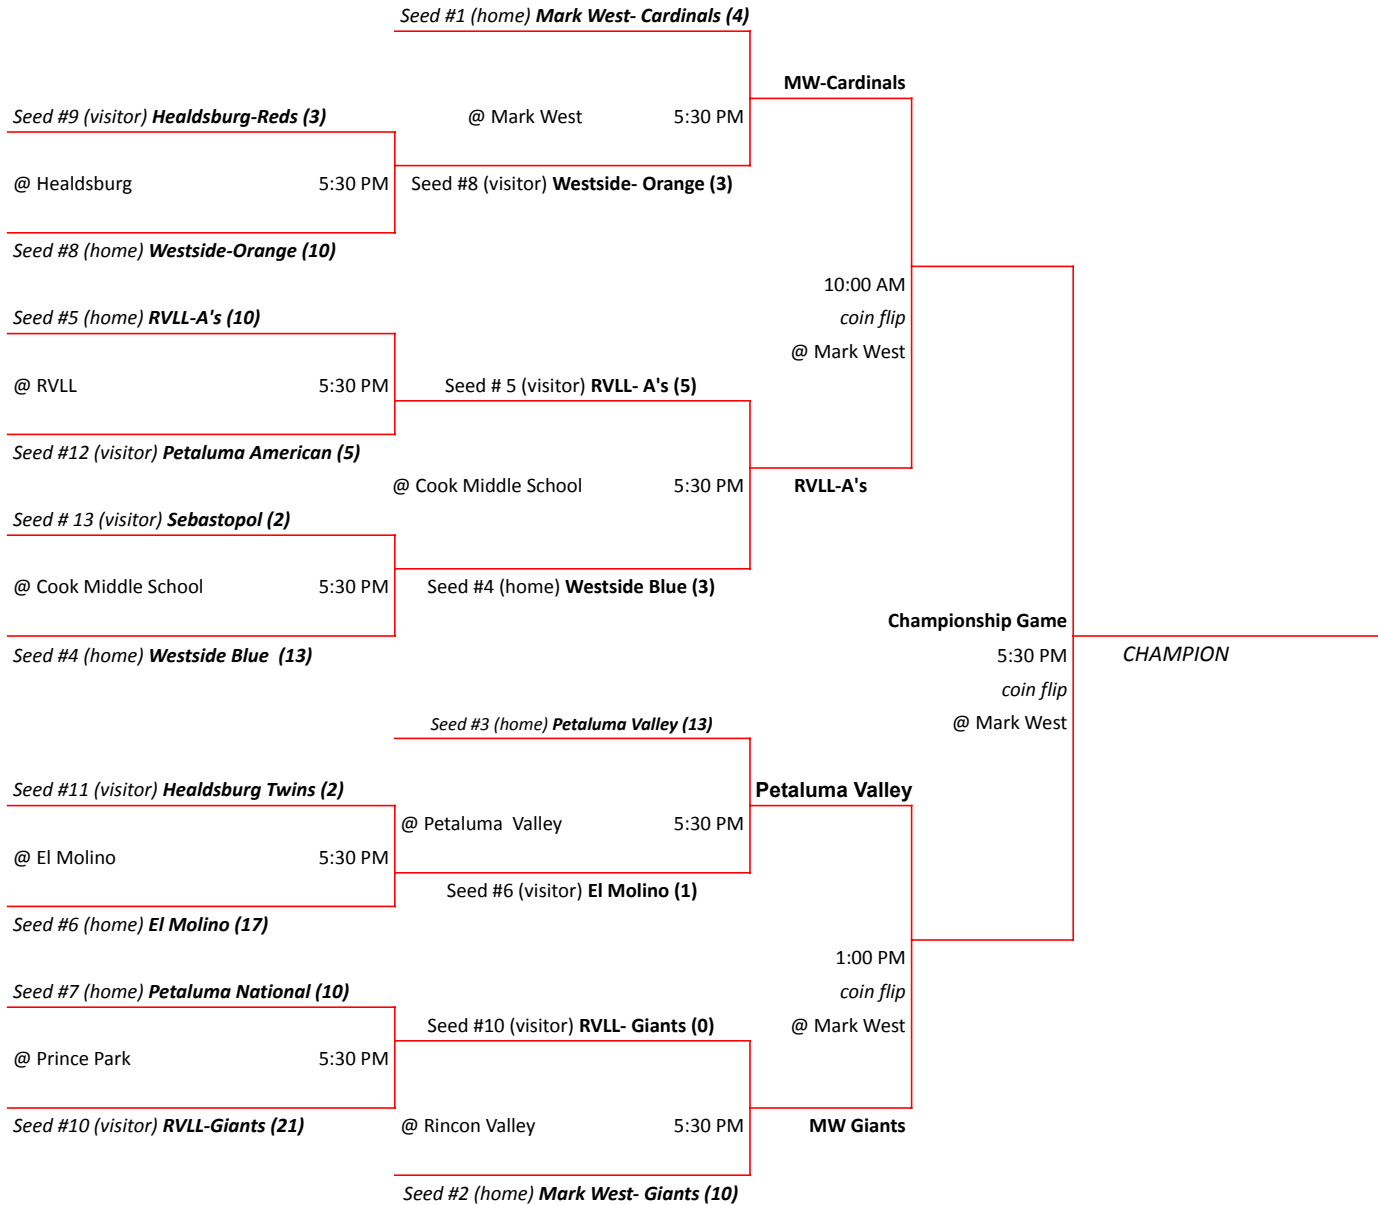 Seed #1 (home) Mark West- Cardinals (4)
MW-Cardinals
Seed #9 (visitor) Healdsburg-Reds (3)
@ Mark West 5:30 PM
@ Healdsburg 5:30 PM
Seed #8 (visitor) Westside- Orange (3)
Seed #8 (home) Westside-Orange (10)
10:00 AM
Seed #5 (home) RVLL-A's (10)
coin flip
@ Mark West
@ RVLL 5:30 PM
Seed # 5 (visitor) RVLL- A's (5)
Seed #12 (visitor) Petaluma American (5)
@ Cook Middle School 5:30 PM
RVLL-A's
Seed # 13 (visitor) Sebastopol (2)
@ Cook Middle School 5:30 PM
Seed #4 (home) Westside Blue (3)
Championship Game
Seed #4 (home) Westside Blue (13)
5:30 PM
CHAMPION
coin flip
@ Mark West
Seed #3 (home) Petaluma Valley (13)
Seed #11 (visitor) Healdsburg Twins (2)
Petaluma Valley
@ Petaluma Valley 5:30 PM
@ El Molino 5:30 PM
Seed #6 (visitor) El Molino (1)
Seed #6 (home) El Molino (17)
1:00 PM
Seed #7 (home) Petaluma National (10)
coin flip
Seed #10 (visitor) RVLL- Giants (0)
@ Mark West
@ Prince Park 5:30 PM
Seed #10 (visitor) RVLL-Giants (21)
@ Rincon Valley 5:30 PM
MW Giants
Seed #2 (home) Mark West- Giants (10)